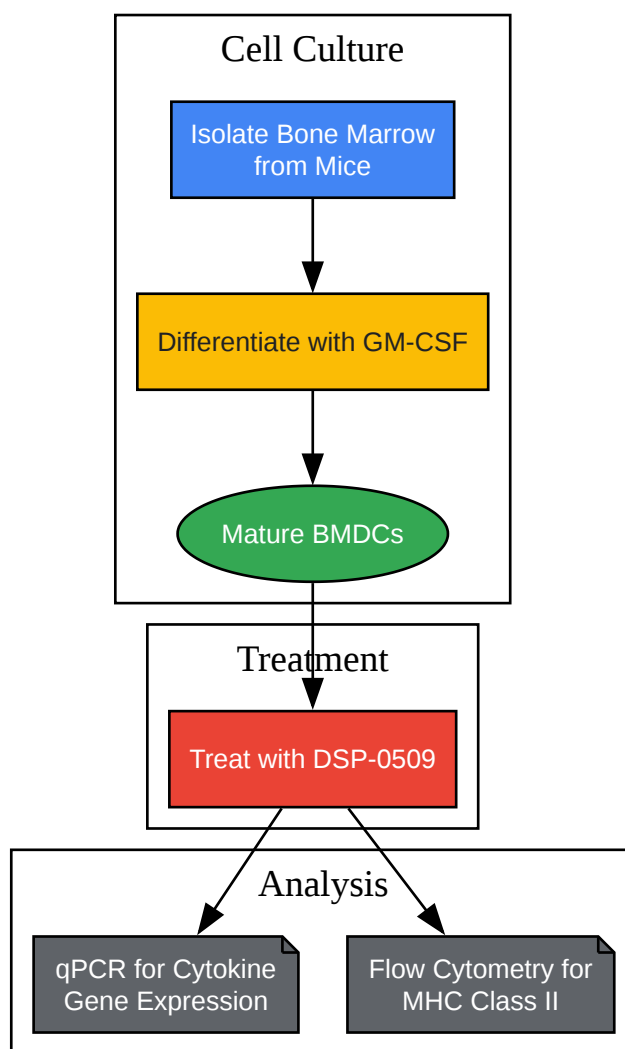 Cell Culture
Isolate Bone Marrow
from Mice
Differentiate with GM-CSF
Mature BMDCs
Treatment
Treat with DSP-0509
Analysis
qPCR for Cytokine
Gene Expression
Flow Cytometry for
MHC Class II